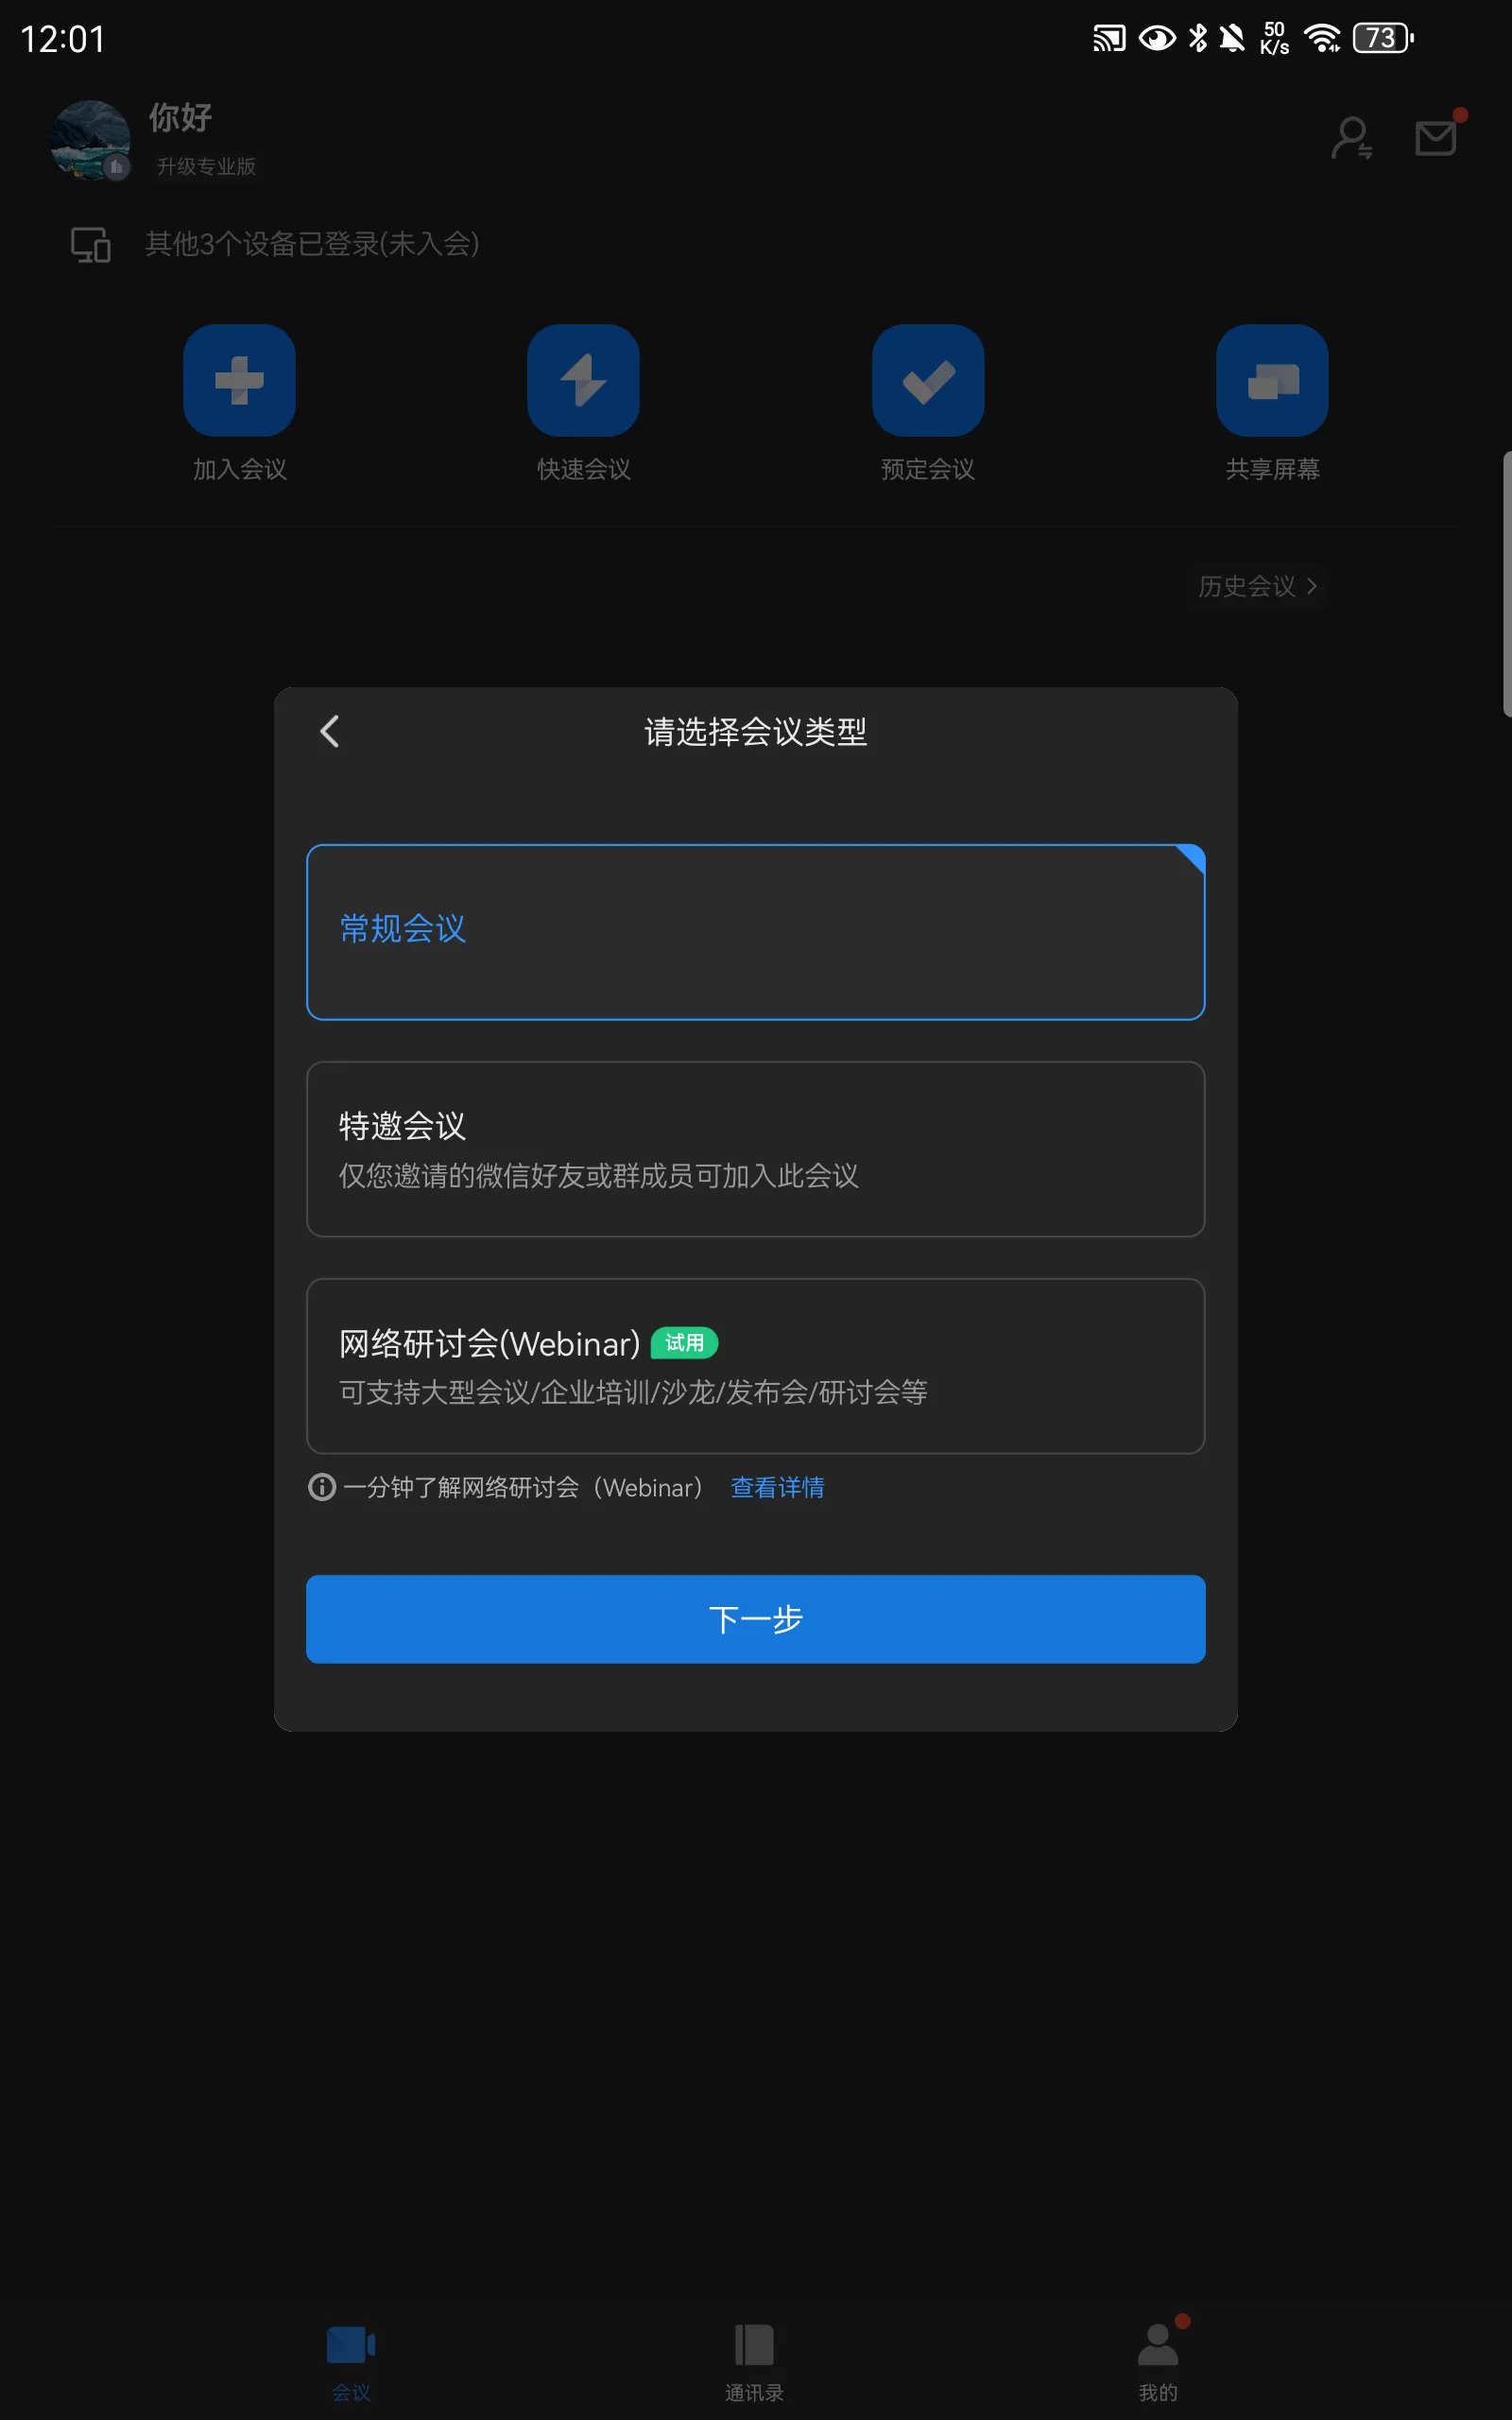 12:01
50
K/s
73
你好
升级专业版
其他3个设备已登录(未入会)
加入会议
快速会议
预定会议
共享屏幕
历史会议
请选择会议类型
常规会议
特邀会议
仅您邀请的微信好友或群成员可加入此会议
网络研讨会(Webinar) 试用
可支持大型会议/企业培训/沙龙/发布会/研讨会等
一分钟了解网络研讨会（Webinar） 查看详情
下一步
会议
通讯录
我的